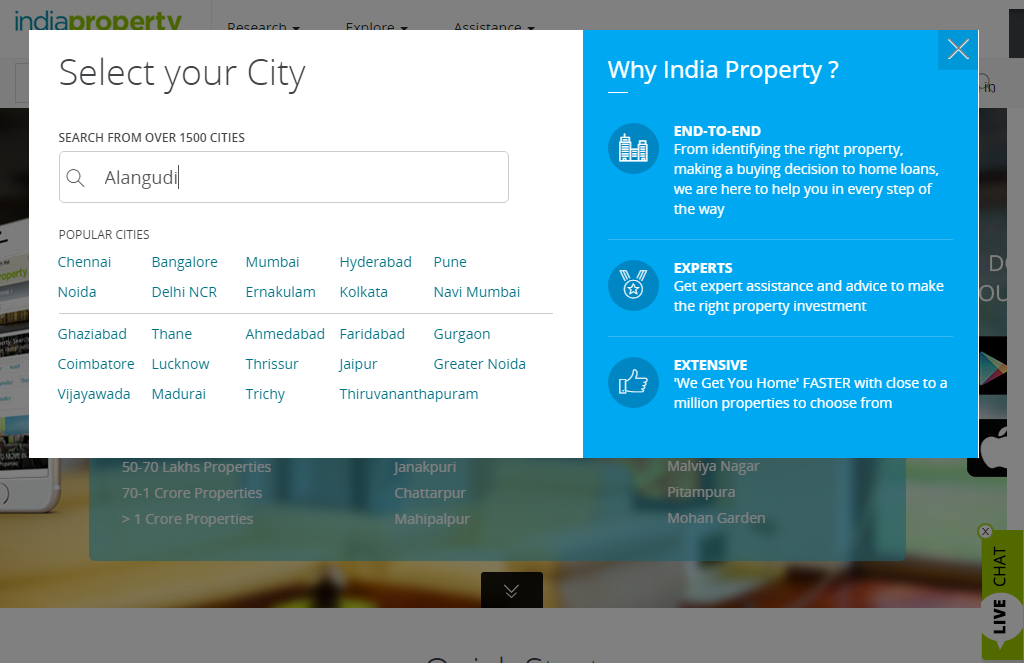 indiaproperty
Research
Explore
Assistance
Select your City
SEARCH FROM OVER 1500 CITIES
Alangudi
POPULAR CITIES
Chennai Bangalore Mumbai Hyderabad Pune
Noida Delhi NCR Ernakulam Kolkata Navi Mumbai
Ghaziabad Thane Ahmedabad Faridabad Gurgaon
Coimbatore Lucknow Thrissur Jaipur Greater Noida
Vijayawada Madurai Trichy Thiruvananthapuram
Why India Property ?
END-TO-END
From identifying the right property,
making a buying decision to home loans,
we are here to help you in every step of
the way
EXPERTS
Get expert assistance and advice to make
the right property investment
EXTENSIVE
'We Get You Home' FASTER with close to a
million properties to choose from
50-70 Lakhs Properties Janakpuri Malviya Nagar
70-1 Crore Properties Chattarpur Pitampura
> 1 Crore Properties Mahipalpur Mohan Garden
LIVE CHAT